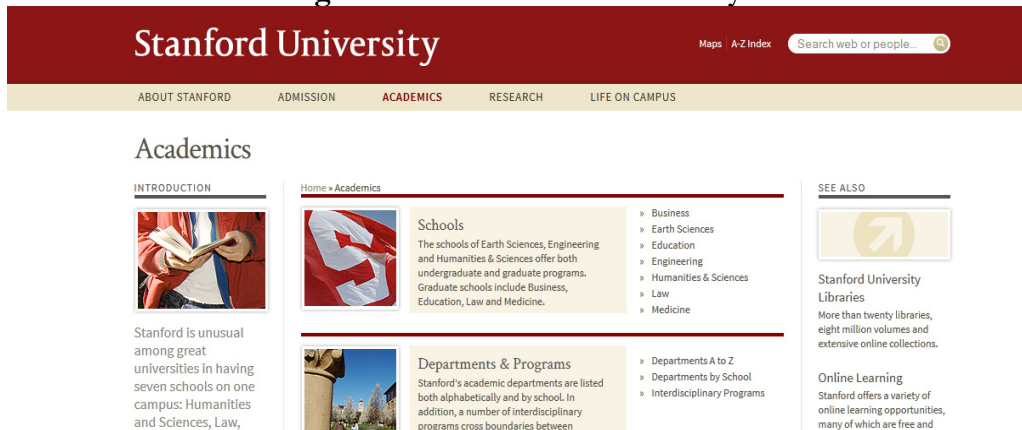 Stanford University
Maps A-Z Index Search web or people...
ABOUT STANFORD ADMISSION ACADEMICS RESEARCH LIFE ON CAMPUS
Academics
INTRODUCTION
Stanford is unusual
among great
universities in having
seven schools on one
campus: Humanities
and Sciences, Law,
Home » Academics
Schools
The schools of Earth Sciences, Engineering
and Humanities & Sciences offer both
undergraduate and graduate programs.
Graduate schools include Business,
Education, Law and Medicine.
» Business
» Earth Sciences
» Education
» Engineering
» Humanities & Sciences
» Law
» Medicine
Departments & Programs
Stanford's academic departments are listed
both alphabetically and by school. In
addition, a number of interdisciplinary
programs cross boundaries between
» Departments A to Z
» Departments by School
» Interdisciplinary Programs
SEE ALSO
Stanford University
Libraries
More than twenty libraries,
eight million volumes and
extensive online collections.
Online Learning
Stanford offers a variety of
online learning opportunities,
many of which are free and